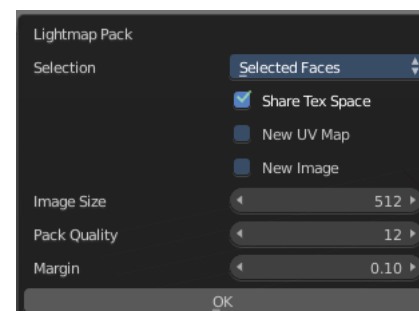 Lightmap Pack
Selection Selected Faces
Share Tex Space
New UV Map
New Image
Image Size 512
Pack Quality 12
Margin 0.10
OK